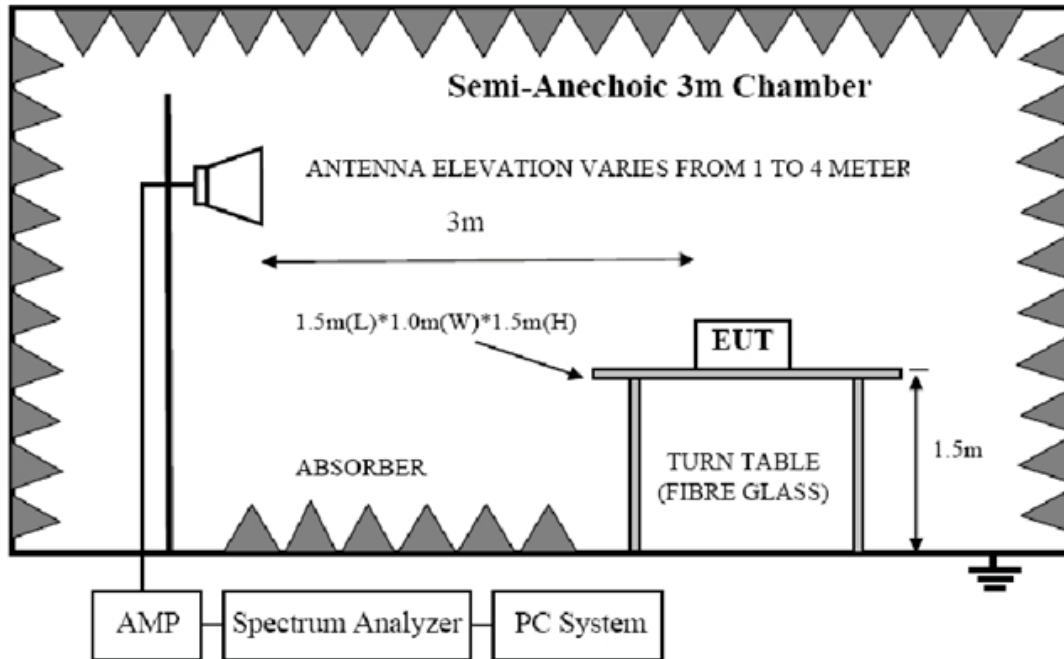 Semi-Anechoic 3m Chamber
ANTENNA ELEVATION VARIES FROM 1 TO 4 METER
3m
1.5m(L)*1.0m(W)*1.5m(H)
EUT
1.5m
ABSORBER
TURN TABLE
(FIBRE GLASS)
AMP
Spectrum Analyzer
PC System